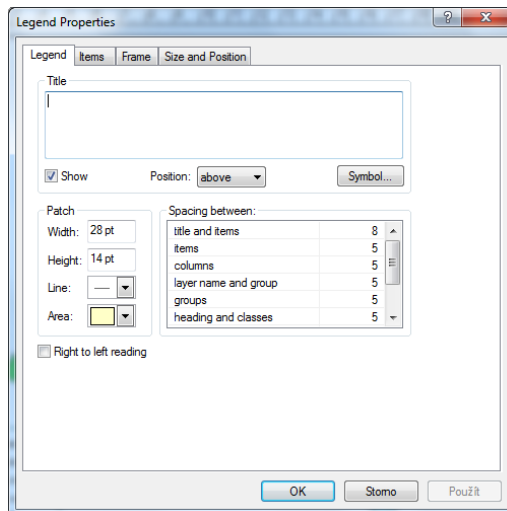 Legend Properties
Legend Items Frame Size and Position
Title
Show Position: above Symbol...
Patch
Width: 28 pt
Height: 14 pt
Line:
Area:
Spacing between:
title and items 8
items 5
columns 5
layer name and group 5
groups 5
heading and classes 5
Right to left reading
OK Storno Použít